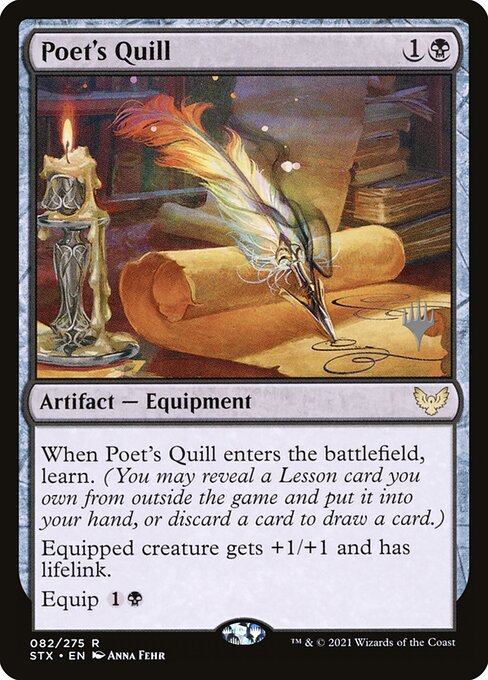 Poet's Quill 1
Artifact — Equipment
When Poet's Quill enters the battlefield,
learn. (You may reveal a Lesson card you
own from outside the game and put it into
your hand, or discard a card to draw a card.)
Equipped creature gets +1/+1 and has
lifelink.
Equip 1
082/275 R
STX • EN Anna Fehr
™ & © 2021 Wizards of the Coast